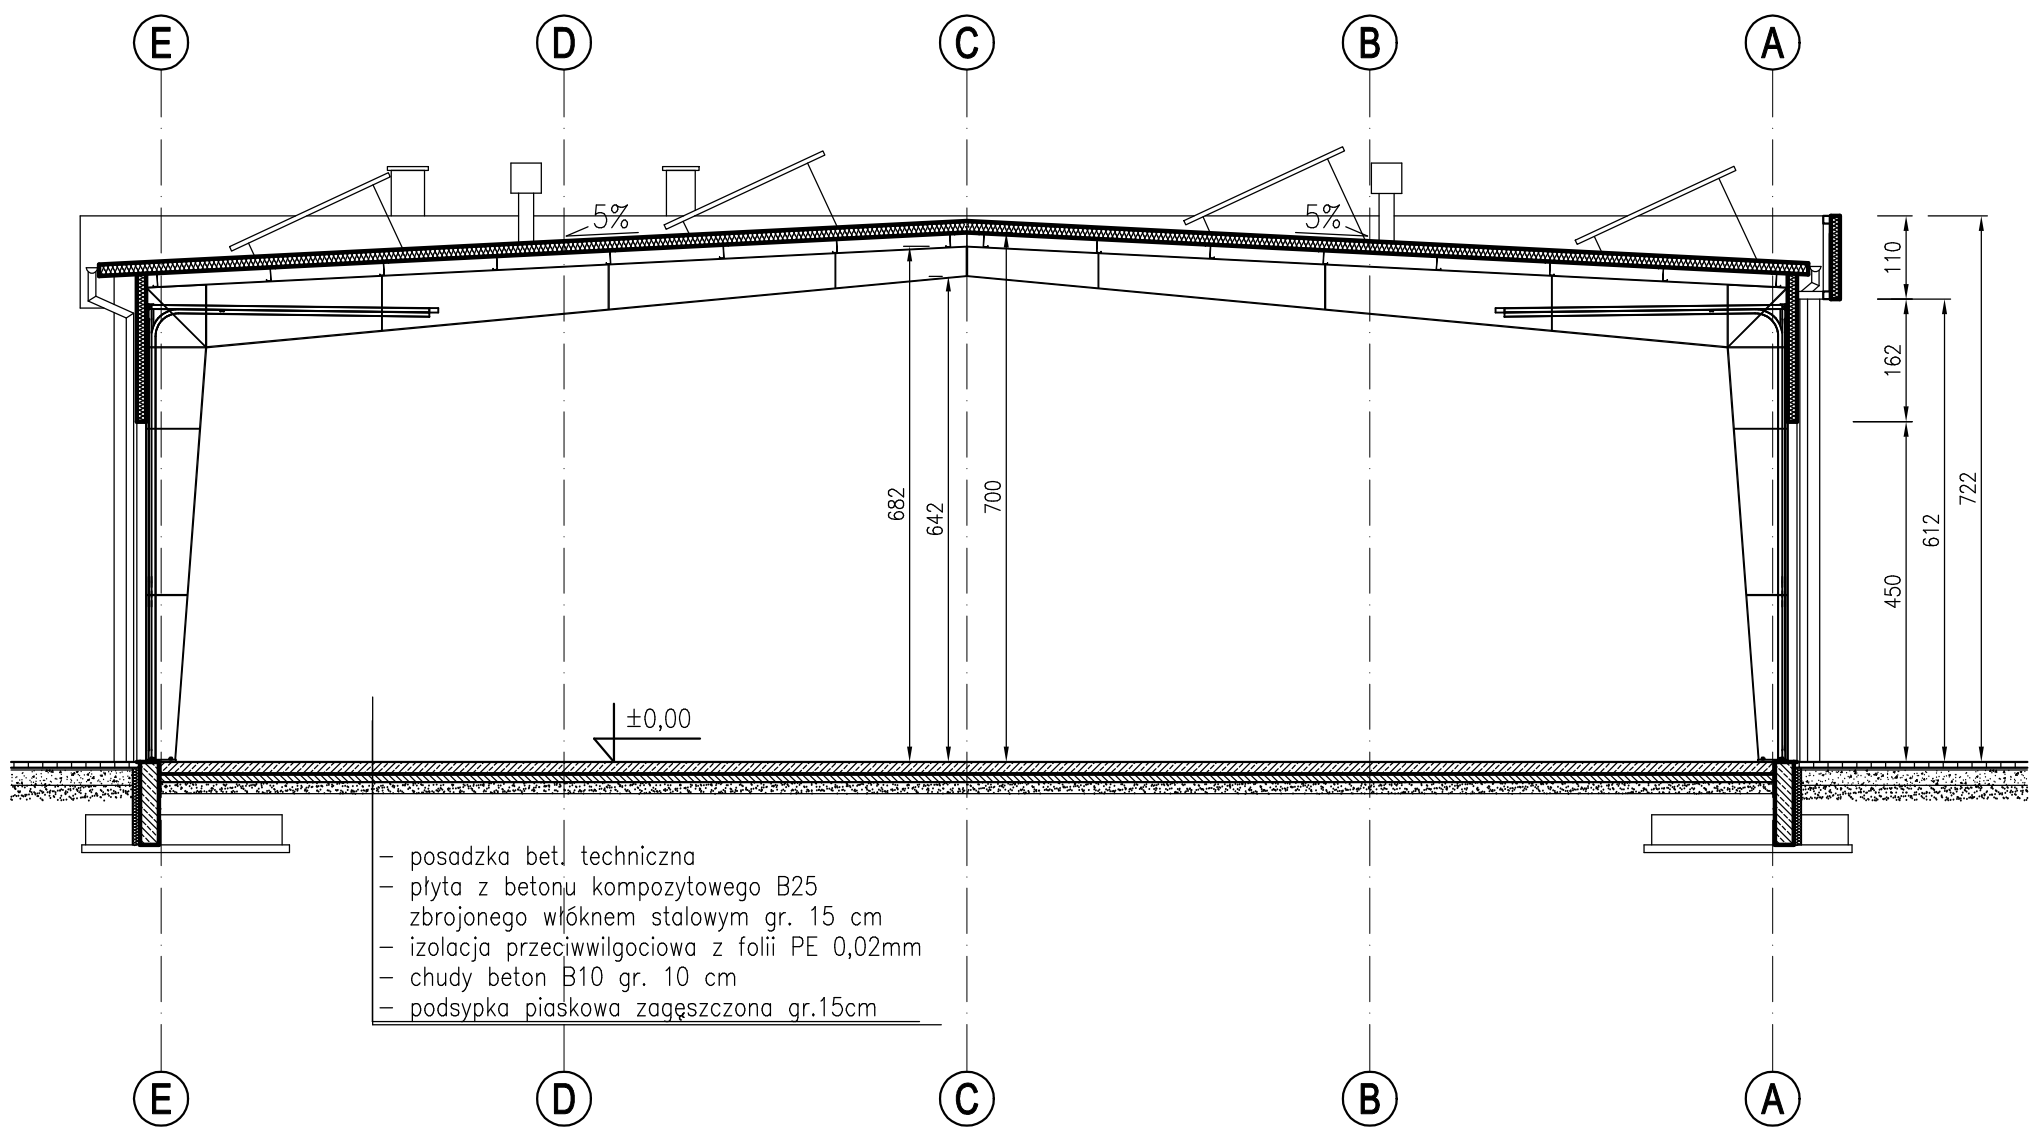 E D C B A
5% 5%
110
162
682
642
700
450
612
722
±0,00
- posadzka bet. techniczna
- płyta z betonu kompozytowego B25
zbrojonego włóknem stalowym gr. 15 cm
- izolacja przeciwwilgociowa z folii PE 0,02mm
- chudy beton B10 gr. 10 cm
- podsypka piaskowa zagęszczona gr.15cm
E D C B A